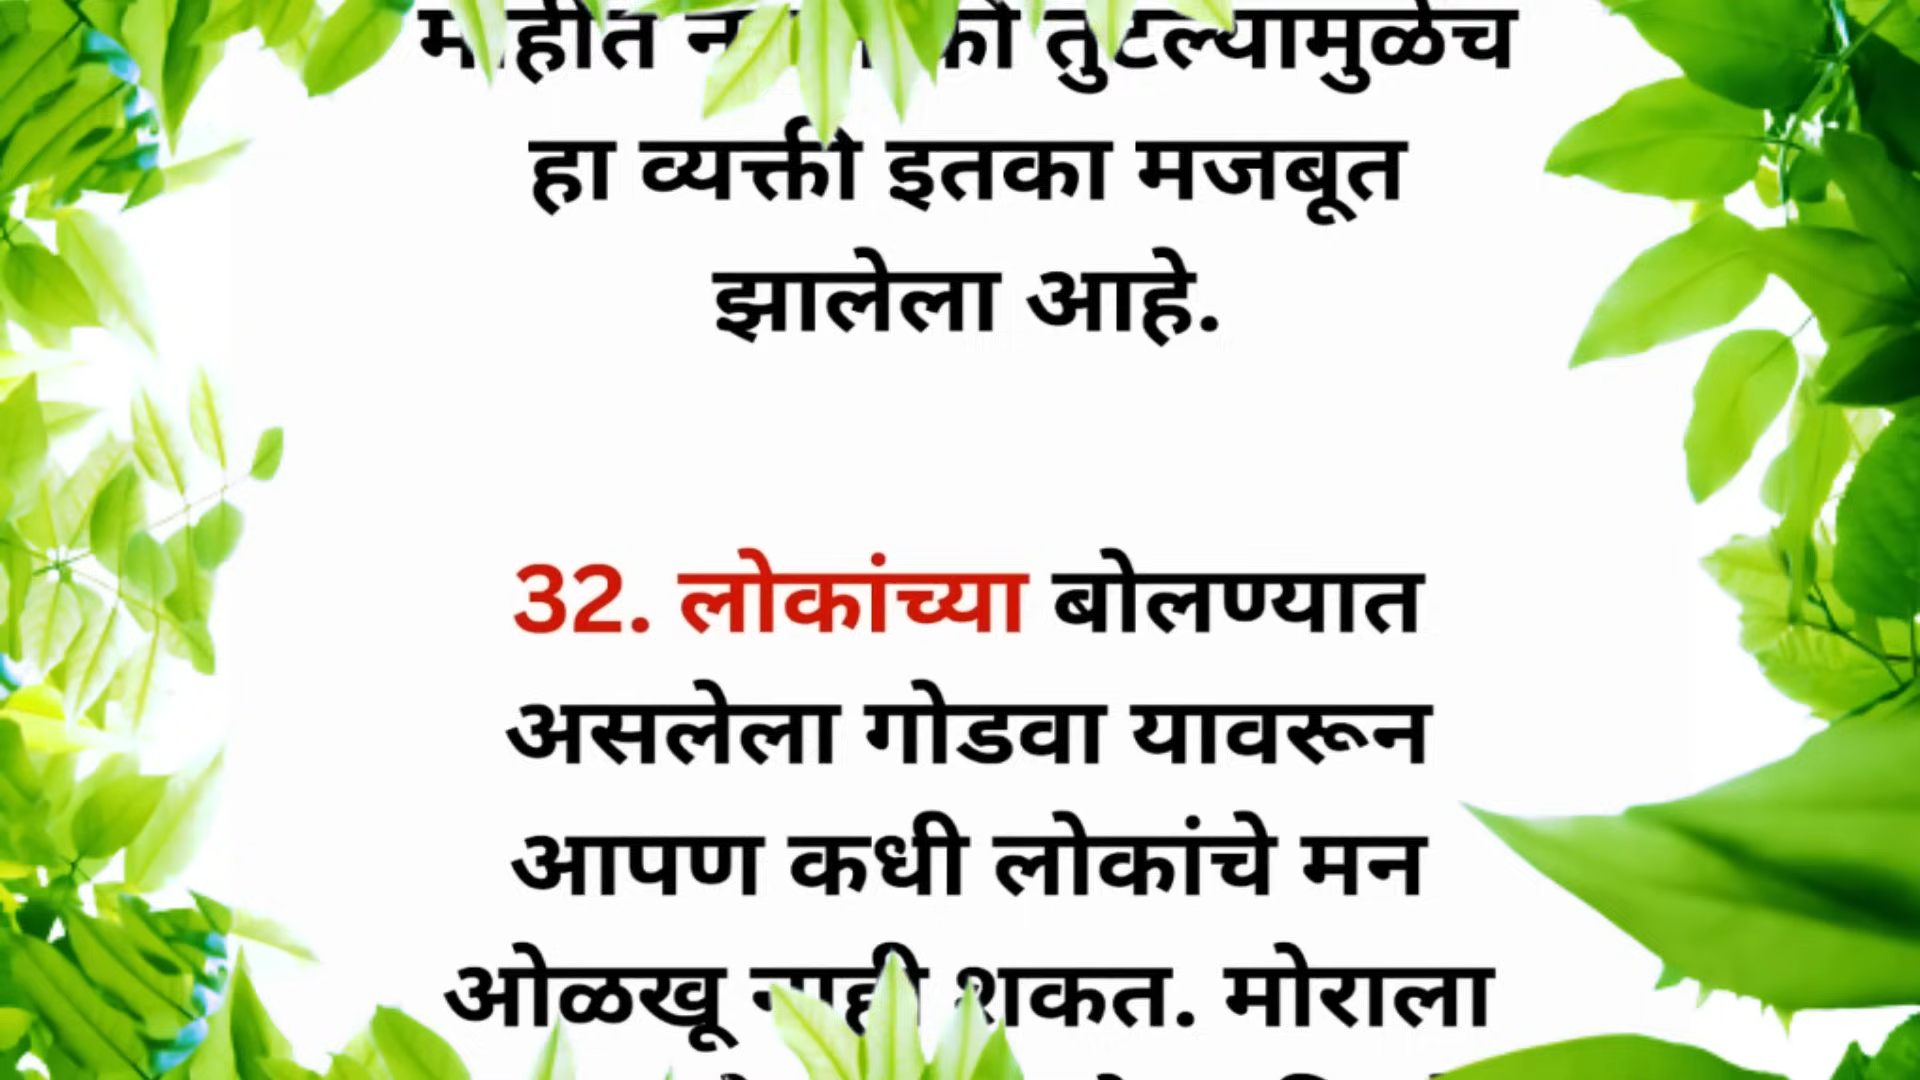 तुटल्यामुळेच
हा व्यक्ती इतका मजबूत
झालेला आहे.
32. लोकांच्या बोलण्यात
असलेला गोडवा यावरून
आपण कधी लोकांचे मन
ओळखू नाही शकत. मोराला